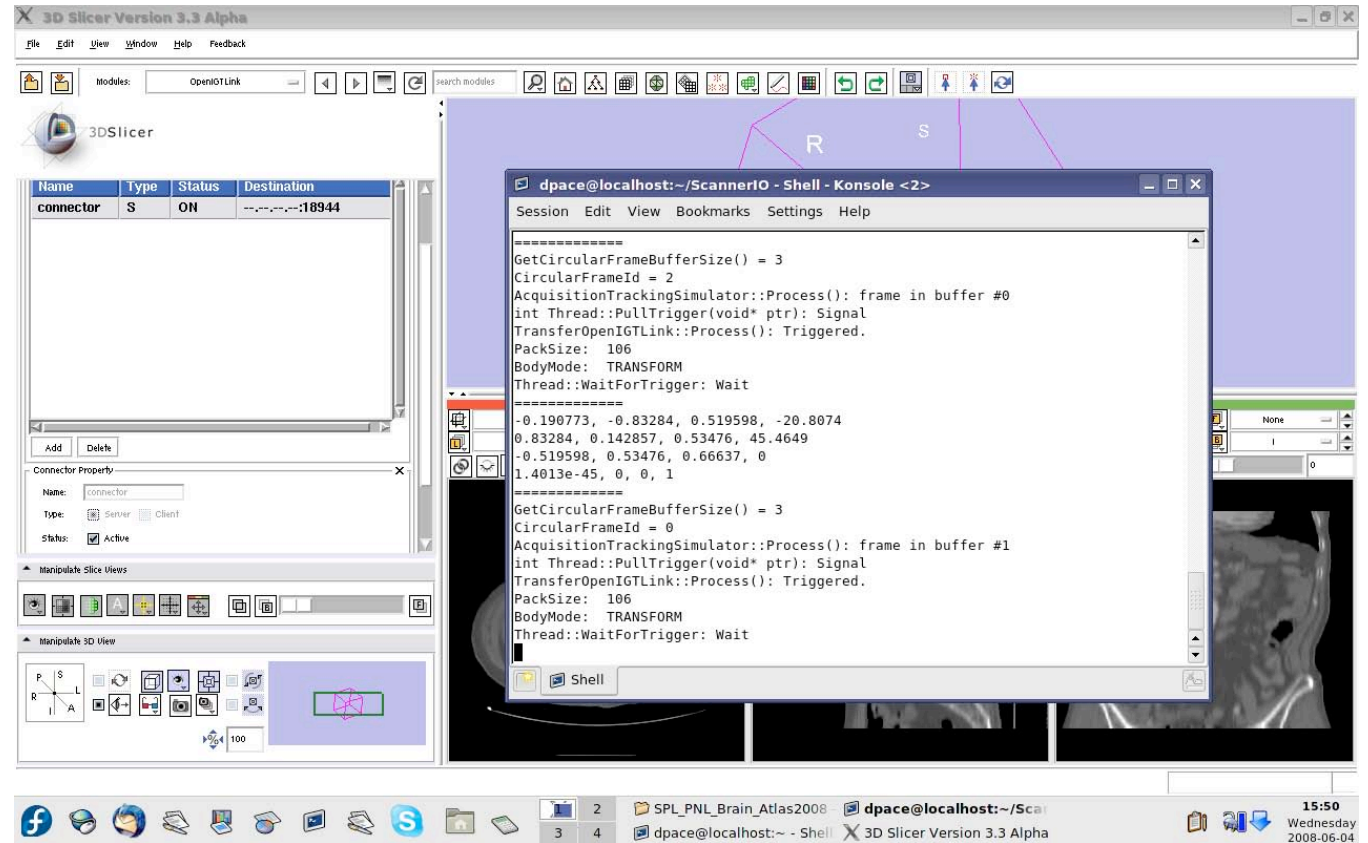 3D Slicer Version 3.3 Alpha
File Edit View Window Help Feedback
Modules: OpenIGTLink search modules
3DSlicer
R S
Name Type Status Destination
connector S ON --.--.--.--:18944
Add Delete
Connector Property
Name: connector
Type: Server Client
Status: Active
Manipulate Slice Views
Manipulate 3D View
P S
R L
I A
100
dpace@localhost:~/ScannerIO - Shell - Konsole <2>
Session Edit View Bookmarks Settings Help
=============
GetCircularFrameBufferSize() = 3
CircularFrameId = 2
AcquisitionTrackingSimulator::Process(): frame in buffer #0
int Thread::PullTrigger(void* ptr): Signal
TransferOpenIGTLink::Process(): Triggered.
PackSize:  106
BodyMode:  TRANSFORM
Thread::WaitForTrigger: Wait
=============
-0.190773, -0.83284, 0.519598, -20.8074
0.83284, 0.142857, 0.53476, 45.4649
-0.519598, 0.53476, 0.66637, 0
1.4013e-45, 0, 0, 1
=============
GetCircularFrameBufferSize() = 3
CircularFrameId = 0
AcquisitionTrackingSimulator::Process(): frame in buffer #1
int Thread::PullTrigger(void* ptr): Signal
TransferOpenIGTLink::Process(): Triggered.
PackSize:  106
BodyMode:  TRANSFORM
Thread::WaitForTrigger: Wait
Shell
None
0
1 2
3 4
SPL_PNL_Brain_Atlas2008
dpace@localhost:~/Sca
dpace@localhost:~ - Shell
3D Slicer Version 3.3 Alpha
15:50
Wednesday
2008-06-04